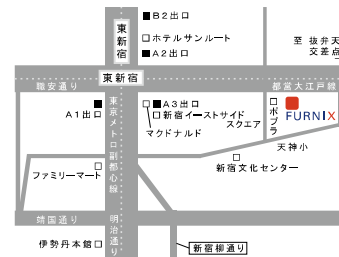 ■B2出口
東新宿
□ホテルサンルート
■A2出口
至 抜弁天
交差点
東新宿
職安通り
都営大江戸線
A1出口
■A3出口
□新宿イーストサイド
スクエア
マクドナルド
ポプラ
FURNIX
東京メトロ副都心線
天神小
ファミリーマート
新宿文化センター
靖国通り
明治通り
伊勢丹本館□
新宿柳通り